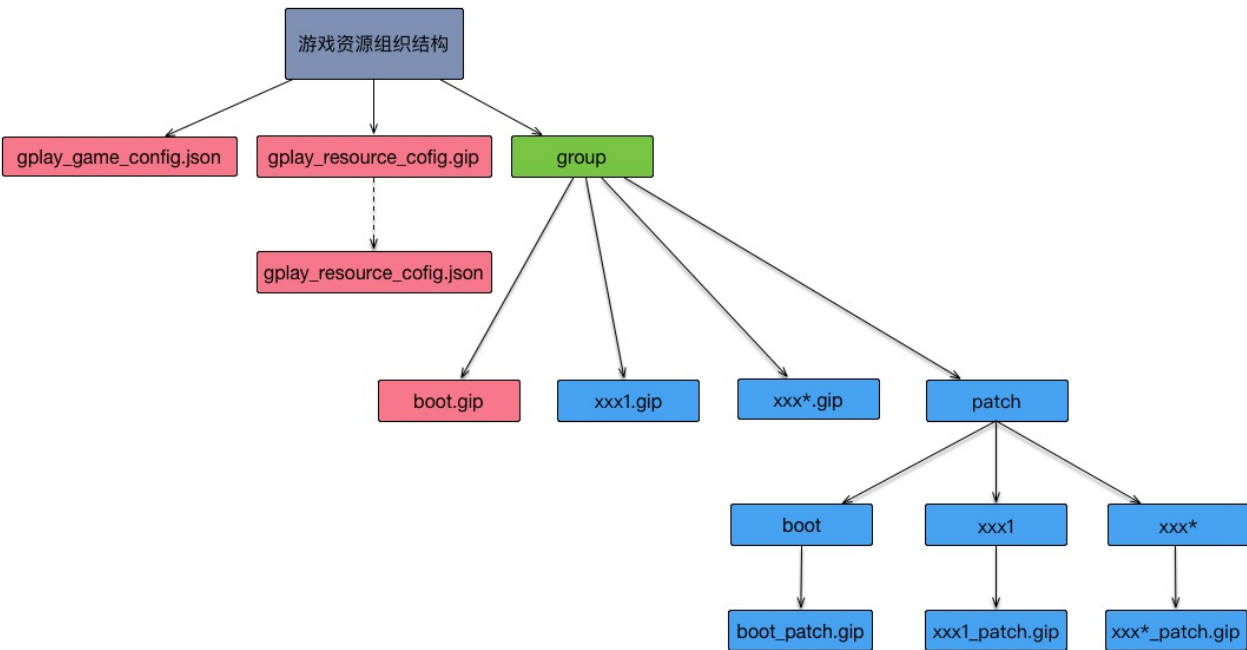 游戏资源组织结构
gplay_game_config.json
gplay_resource_cofig.gip
group
gplay_resource_cofig.json
boot.gip
xxx1.gip
xxx*.gip
patch
boot
xxx1
xxx*
boot_patch.gip
xxx1_patch.gip
xxx*_patch.gip